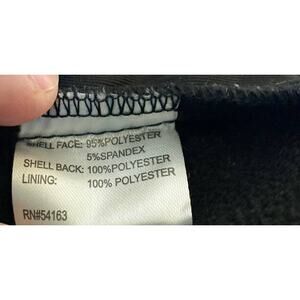 SHELL FACE: 95%POLYESTER
5%SPANDEX
SHELL BACK: 100%POLYESTER
LINING: 100% POLYESTER
RN#54163